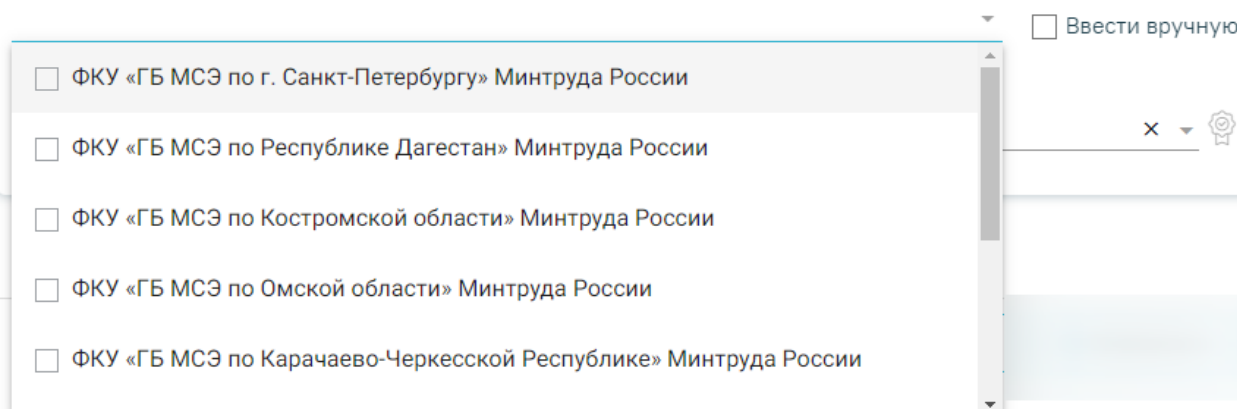 Ввести вручную
ФКУ «ГБ МСЭ по г. Санкт-Петербургу» Минтруда России
ФКУ «ГБ МСЭ по Республике Дагестан» Минтруда России
ФКУ «ГБ МСЭ по Костромской области» Минтруда России
ФКУ «ГБ МСЭ по Омской области» Минтруда России
ФКУ «ГБ МСЭ по Карачаево-Черкесской Республике» Минтруда России